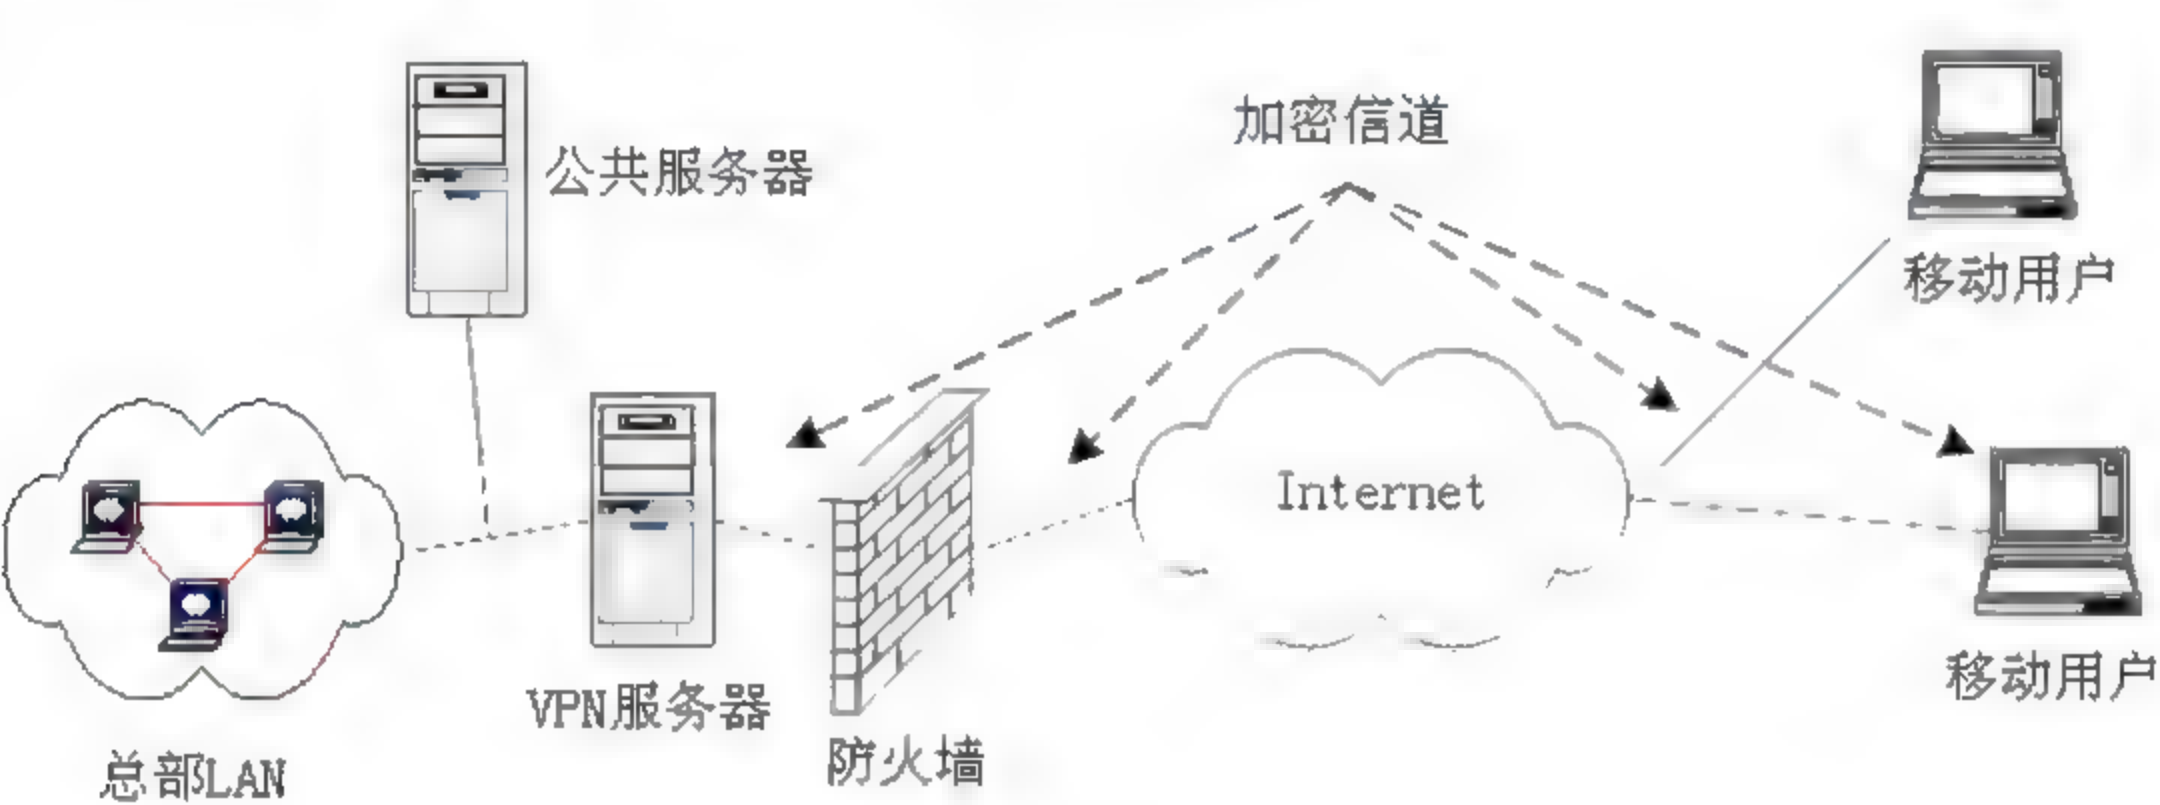 加密信道
公共服务器
移动用户
Internet
移动用户
VPN服务器
防火墙
总部LAN